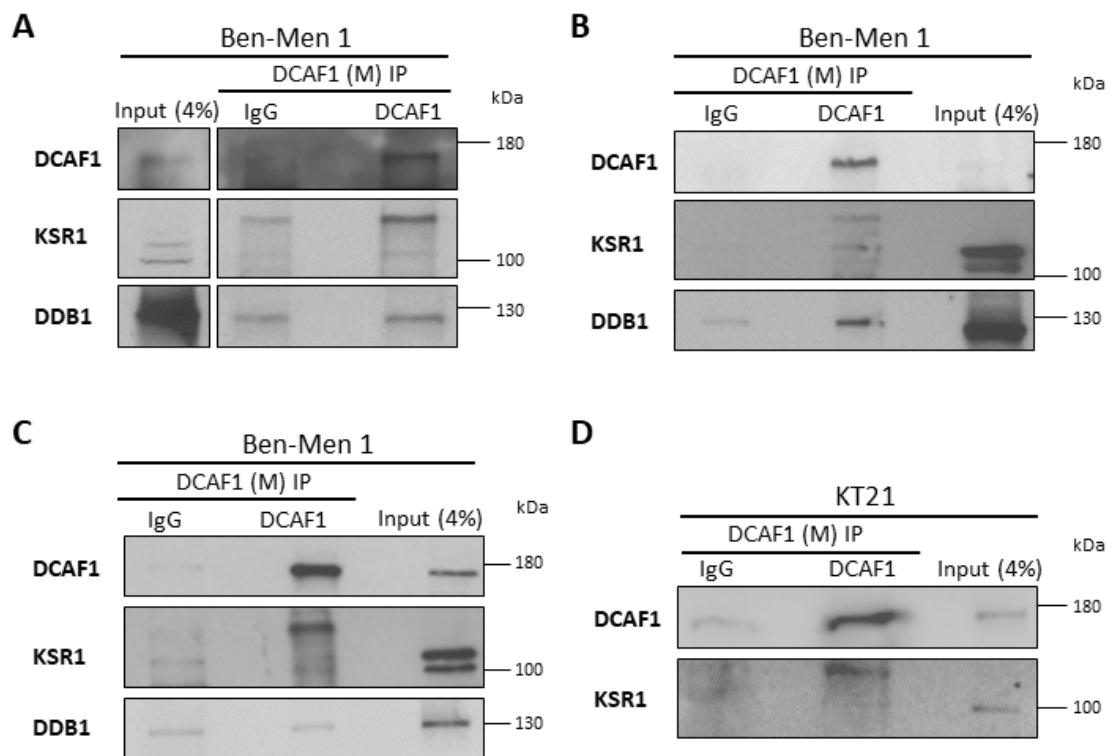 A
Ben-Men 1
DCAF1 (M) IP
kDa
Input (4%) IgG DCAF1
DCAF1 180
KSR1
100
DDB1 130
B
Ben-Men 1
DCAF1 (M) IP
kDa
IgG DCAF1 Input (4%)
DCAF1 180
KSR1
100
DDB1 130
C
Ben-Men 1
DCAF1 (M) IP
kDa
IgG DCAF1 Input (4%)
DCAF1 180
KSR1
100
DDB1 130
D
KT21
DCAF1 (M) IP
kDa
IgG DCAF1 Input (4%)
DCAF1 180
KSR1 100